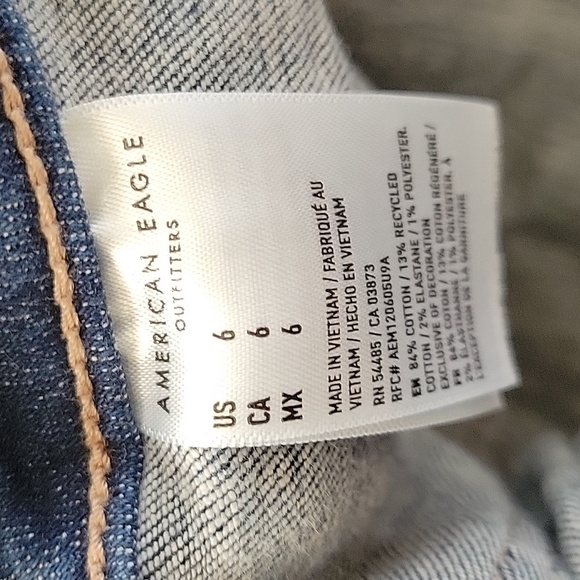 AMERICAN EAGLE
OUTFITTERS
US 6
CA 6
MX 6
MADE IN VIETNAM / FABRIQUÉ AU
VIETNAM / HECHO EN VIETNAM
RN 54485 / CA 03873
RFC# AEM120605U9A
EN 84% COTTON / 13% RECYCLED
COTTON / 2% ELASTANE / 1% POLYESTER.
EXCLUSIVE OF DECORATION
FR 84% COTON / 13% COTON RÉGÉNÉRÉ /
2% ÉLASTHANNE / 1% POLYESTER. À
L'EXCEPTION DE LA GARNITURE